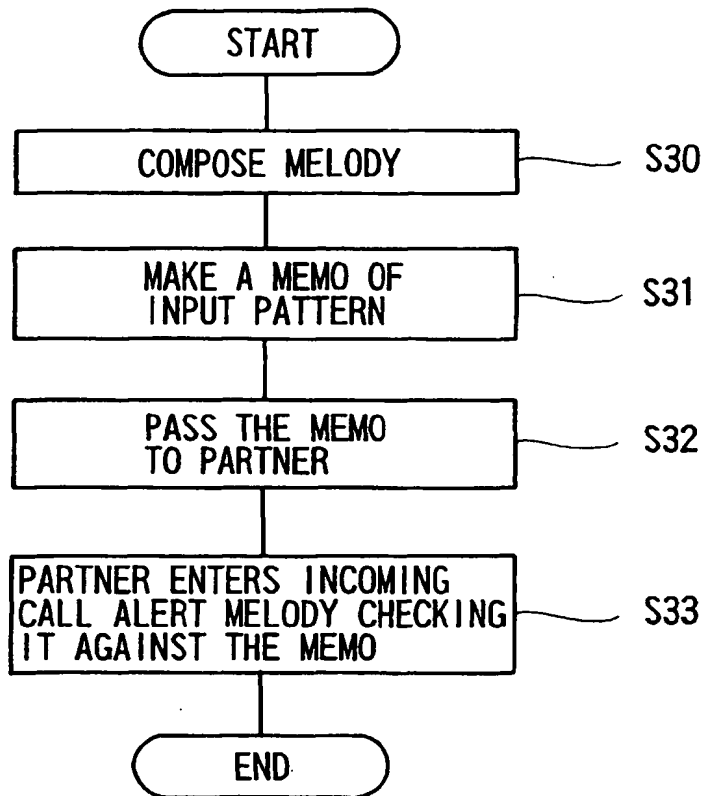 START
COMPOSE MELODY
S30
MAKE A MEMO OF
INPUT PATTERN
S31
PASS THE MEMO
TO PARTNER
S32
PARTNER ENTERS INCOMING
CALL ALERT MELODY CHECKING
IT AGAINST THE MEMO
S33
END